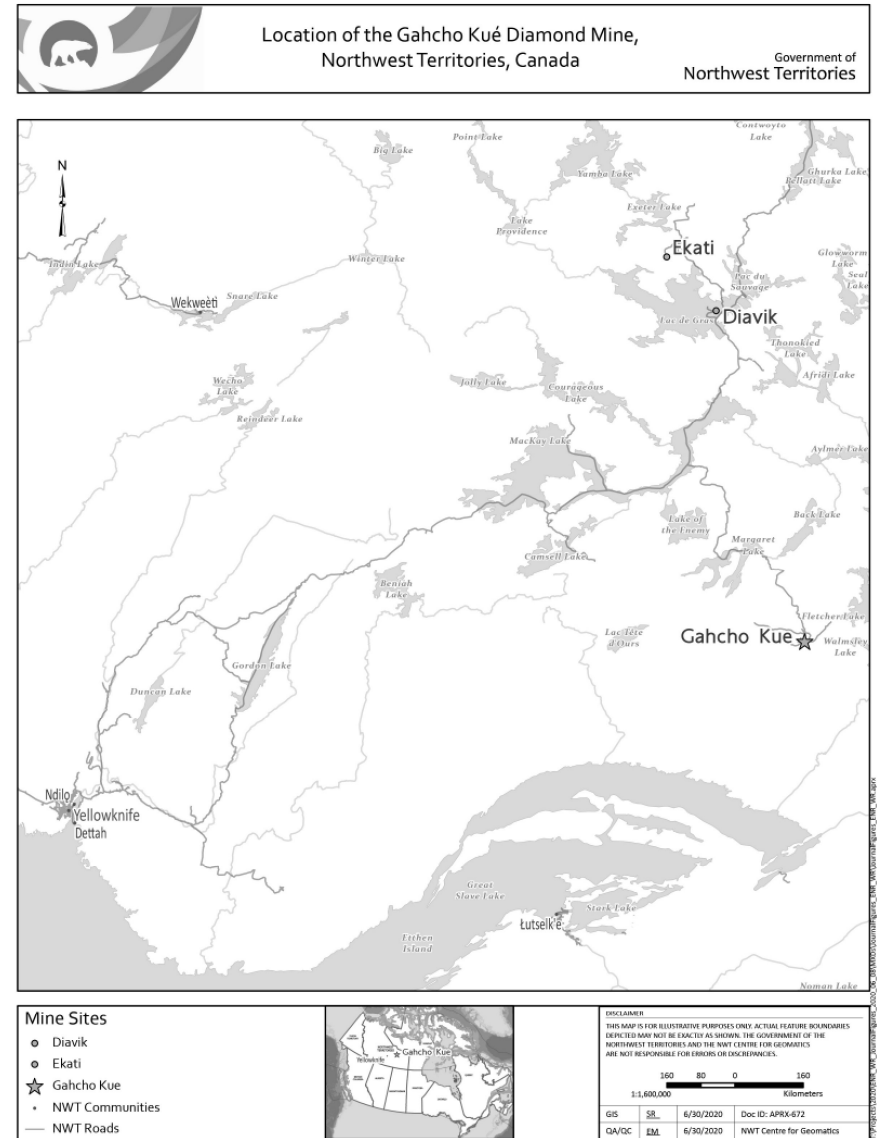 Location of the Gahcho Kué Diamond Mine,
Northwest Territories, Canada
Government of
Northwest Territories
N
Contwoyto
Lake
Point Lake
Big Lake
Yamba Lake
Ghurka Lake
Pellatt Lake
Exeter Lake
Lake
Providence
Ekati
Glowworm
Lake
Seal
Lake
Winter Lake
Indin Lake
Pac du
Sauvage
Wekweètì
Snare Lake
Lac de Gras
Diavik
Thonokied
Lake
Afridi Lake
Wecho
Lake
Jolly Lake
Courageous
Lake
Reindeer Lake
MacKay Lake
Aylmer Lake
Lake of
the Enemy
Back Lake
Margaret
Lake
Camsell Lake
Beniah
Lake
Fletcher Lake
Lac Tête
d'Ours
Gahcho Kue
Walmsley
Lake
Gordon Lake
Duncan Lake
Ndilo
Yellowknife
Dettah
Great
Slave Lake
Stark Lake
Łutselk'e
Etthen
Island
Noman Lake
Mine Sites
Diavik
Ekati
Gahcho Kue
NWT Communities
NWT Roads
Gahcho Kue
Yellowknife
DISCLAIMER
THIS MAP IS FOR ILLUSTRATIVE PURPOSES ONLY. ACTUAL FEATURE BOUNDARIES
DEPICTED MAY NOT BE EXACTLY AS SHOWN. THE GOVERNMENT OF THE
NORTHWEST TERRITORIES AND THE NWT CENTRE FOR GEOMATICS
ARE NOT RESPONSIBLE FOR ERRORS OR DISCREPANCIES.
160 80 0 160
1:1,600,000 Kilometers
GIS SR 6/30/2020 Doc ID: APRX-672
QA/QC EM 6/30/2020 NWT Centre for Geomatics